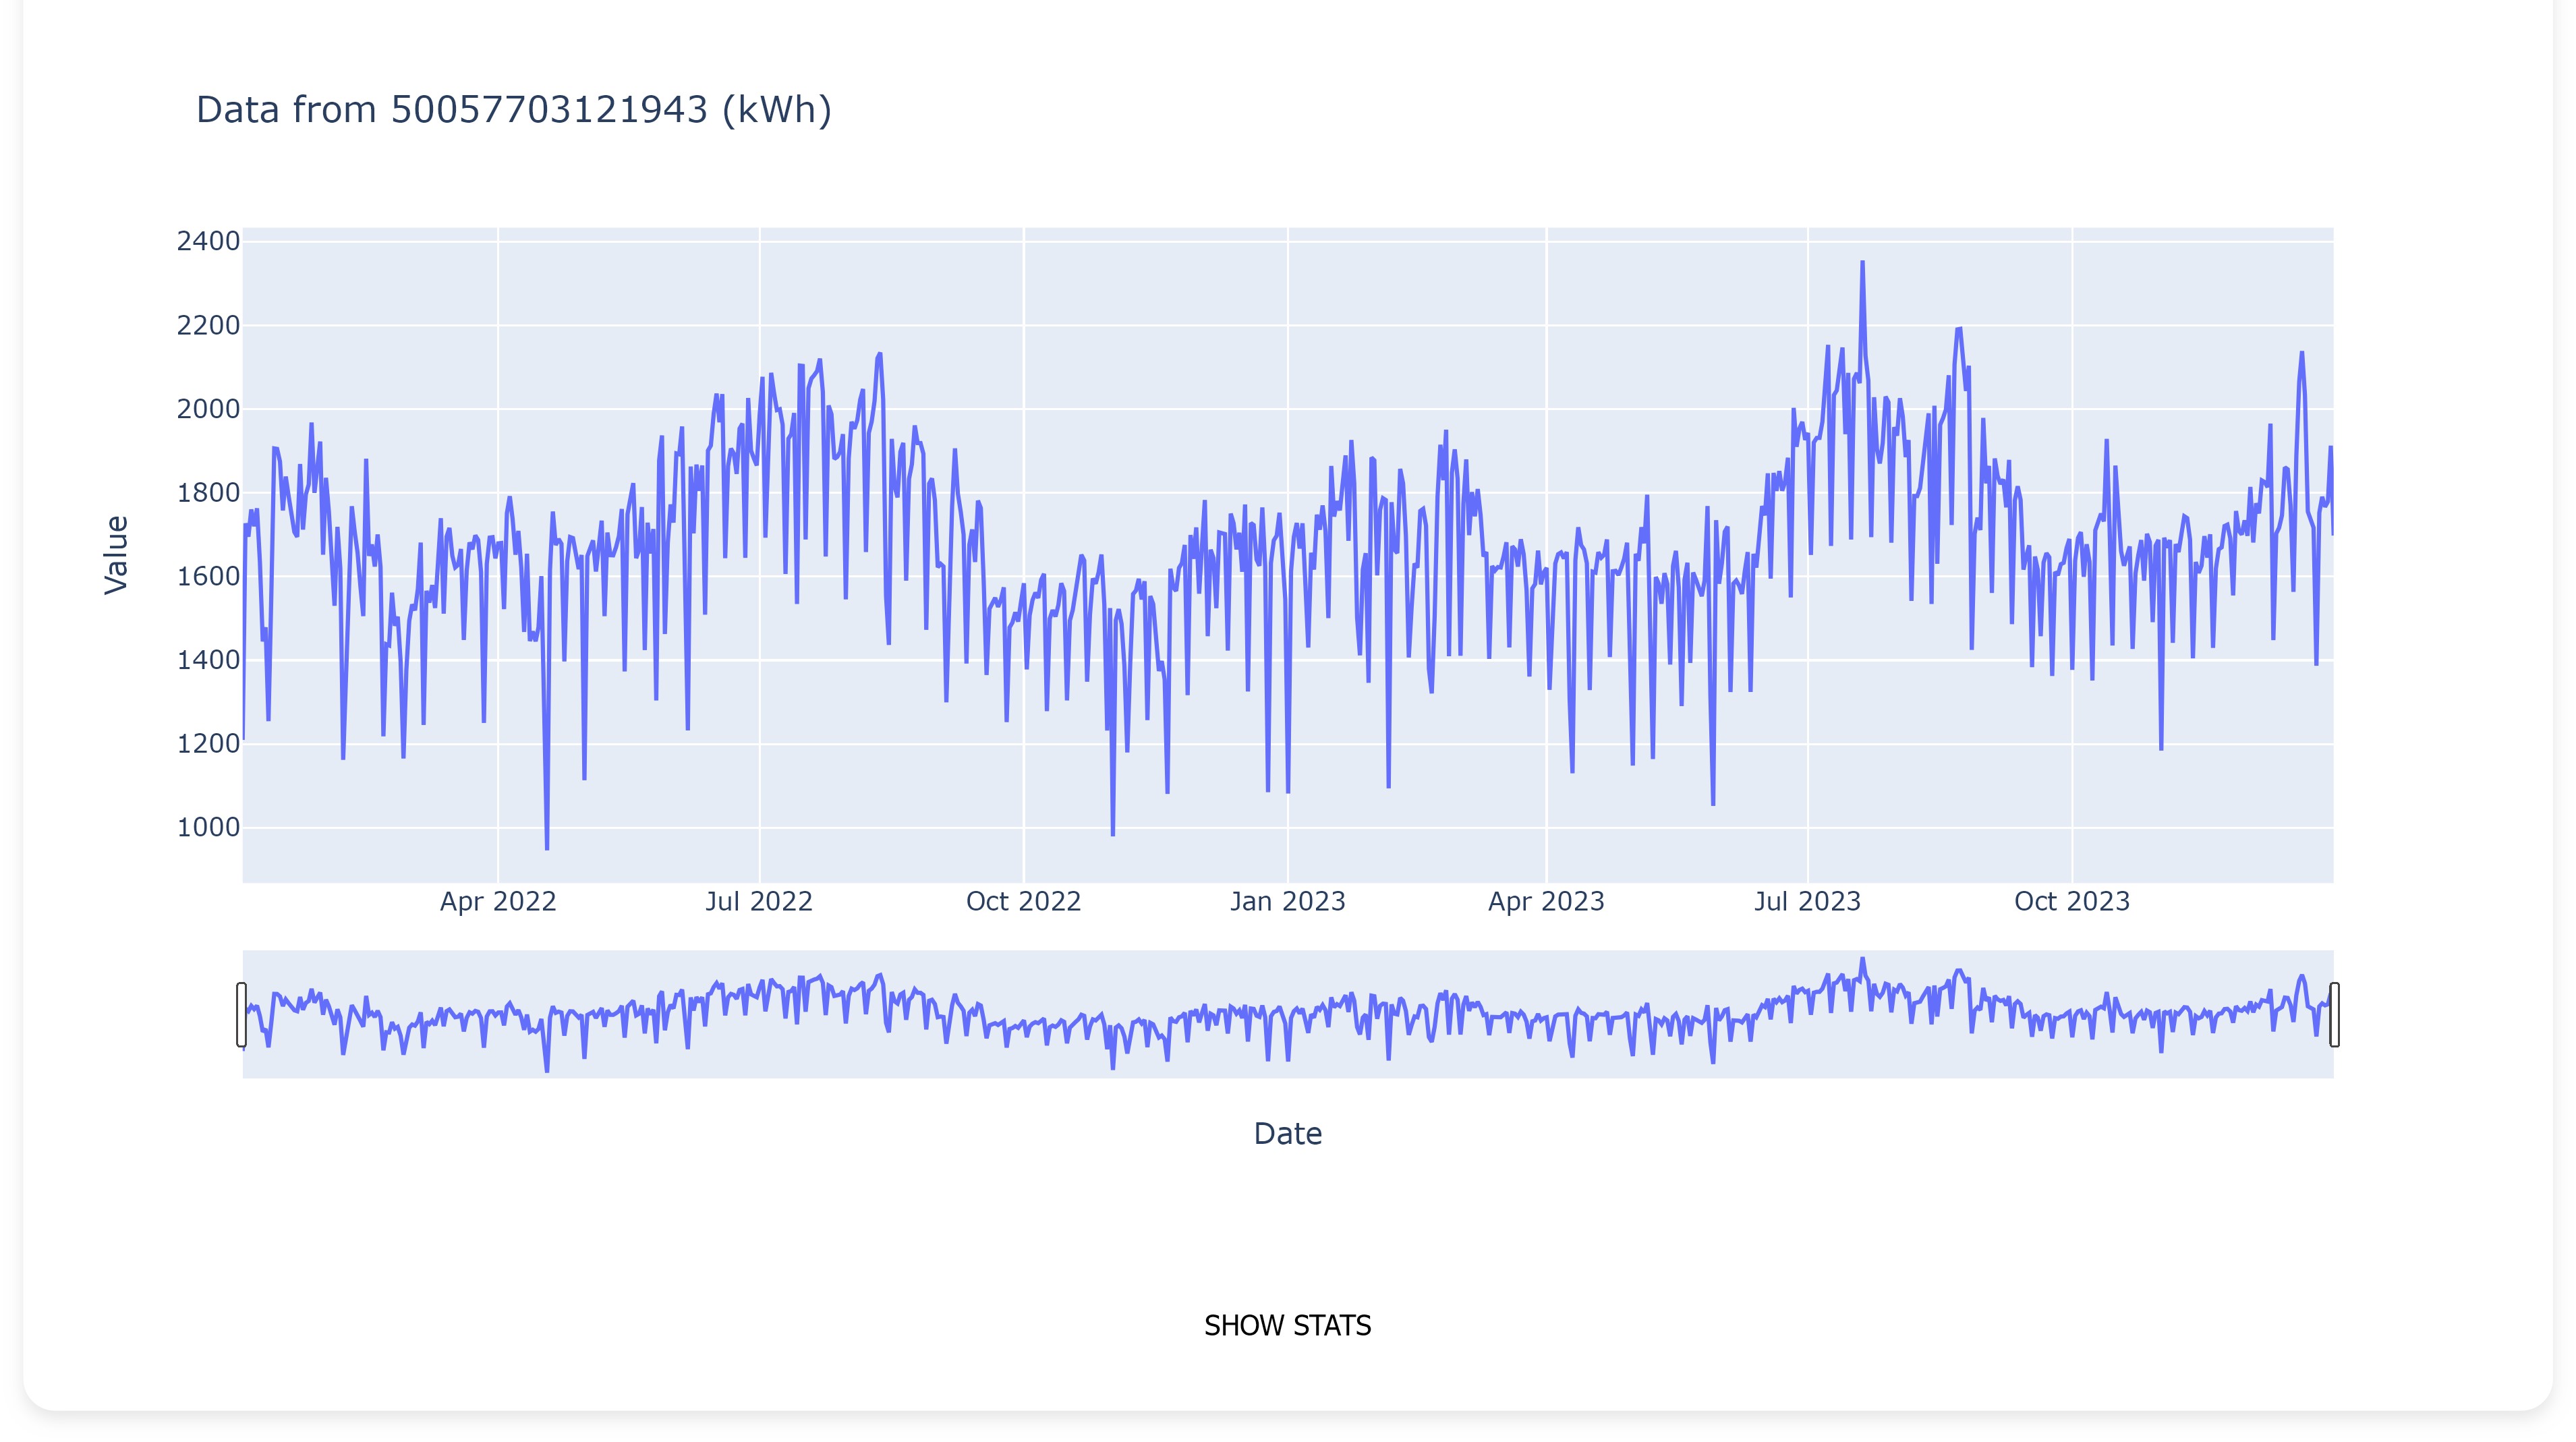 Data from 50057703121943 (kWh)
2400
2200
2000
1800
1600
1400
1200
1000
Value
Apr 2022
Jul 2022
Oct 2022
Jan 2023
Apr 2023
Jul 2023
Oct 2023
Date
SHOW STATS